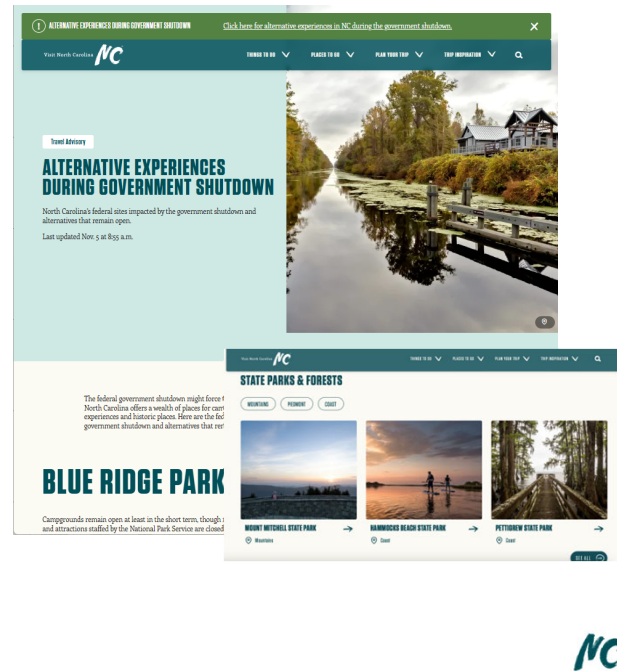 ALTERNATIVE EXPERIENCES DURING GOVERNMENT SHUTDOWN
Click here for alternative experiences in NC during the government shutdown.
Visit North Carolina NC
THINGS TO DO
PLACES TO GO
PLAN YOUR TRIP
TRIP INSPIRATION
Travel Advisory
ALTERNATIVE EXPERIENCES
DURING GOVERNMENT SHUTDOWN
North Carolina's federal sites impacted by the government shutdown and
alternatives that remain open.
Last updated Nov. 5 at 8:55 a.m.
The federal government shutdown might force
North Carolina offers a wealth of places for
experiences and historic places. Here are the
government shutdown and alternatives that
BLUE RIDGE PARK
Campgrounds remain open at least in the short term, though
and attractions staffed by the National Park Service are closed
Visit North Carolina NC
THINGS TO DO
PLACES TO GO
PLAN YOUR TRIP
TRIP INSPIRATION
STATE PARKS & FORESTS
MOUNTAINS
PIEDMONT
COAST
MOUNT MITCHELL STATE PARK
Mountains
HAMMOCKS BEACH STATE PARK
Coast
PETTIGREW STATE PARK
Coast
SEE ALL
NC